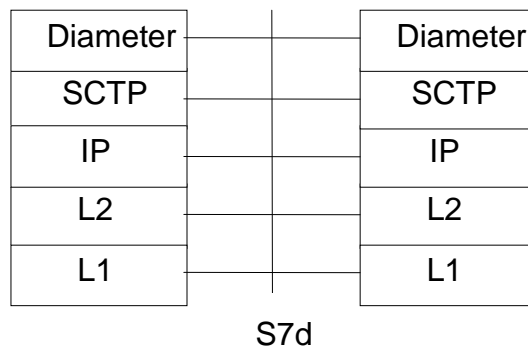 Diameter Diameter
SCTP SCTP
IP IP
L2 L2
L1 L1
S7d